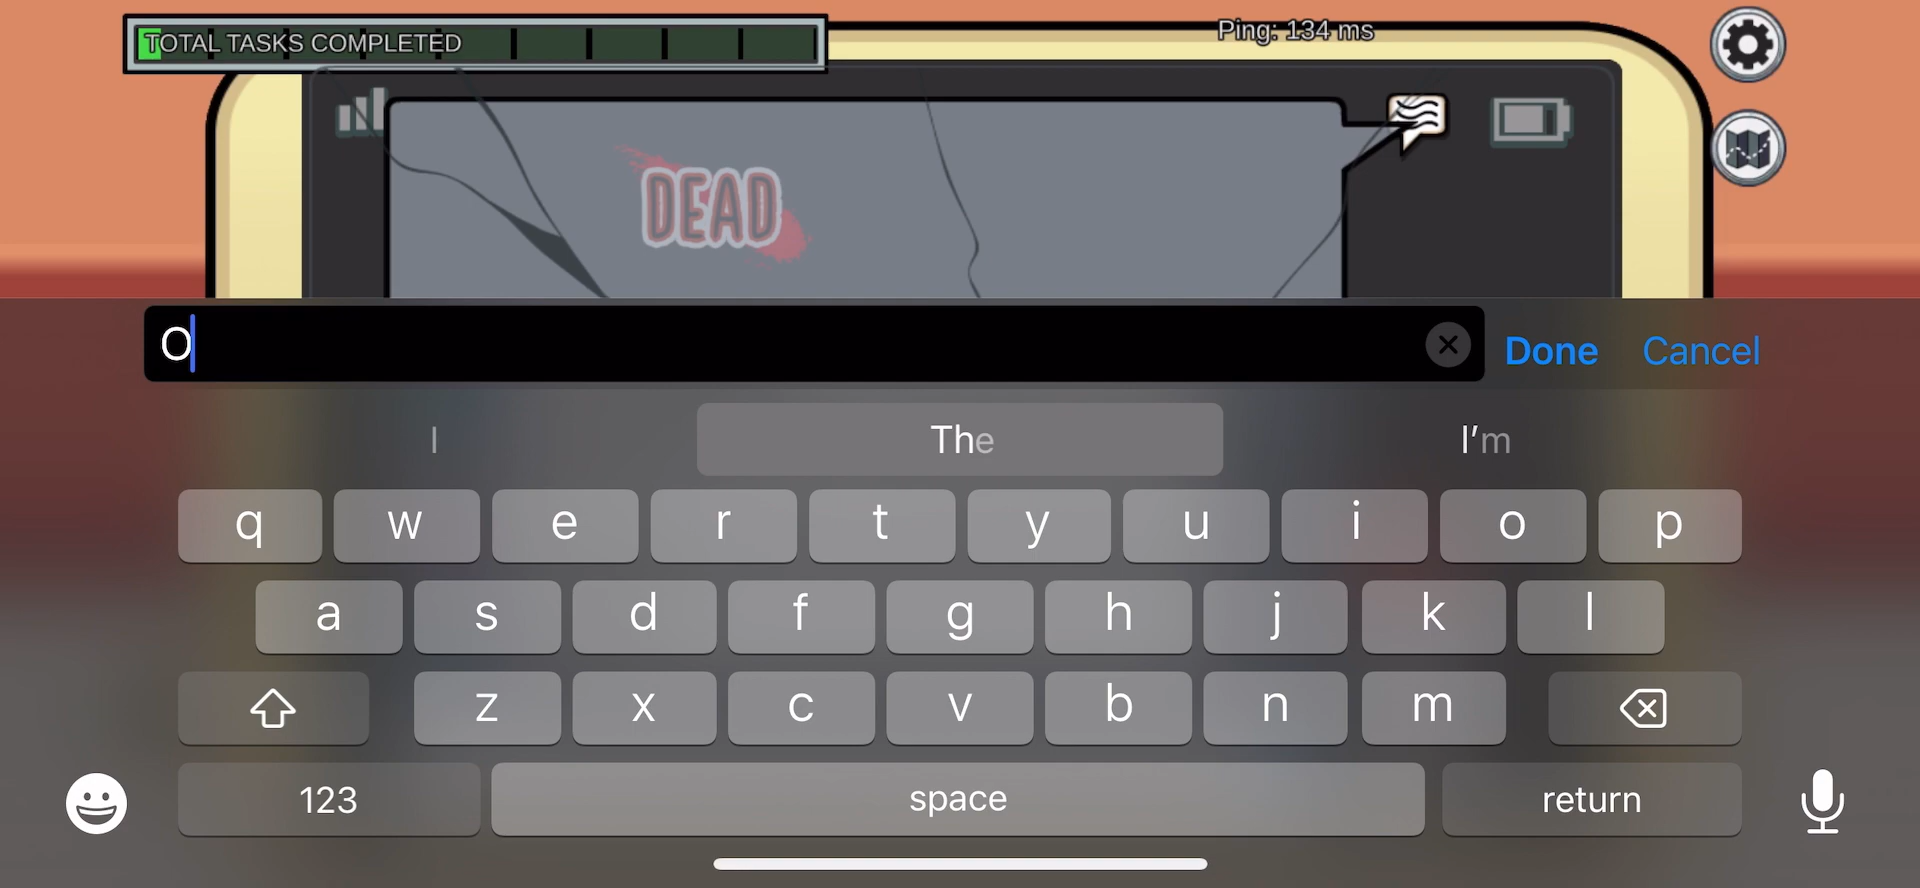 TOTAL TASKS COMPLETED
Ping: 134 ms
DEAD
O
Done
Cancel
I
The
I'm
q w e r t y u i o p
a s d f g h j k l
z x c v b n m
123
space
return